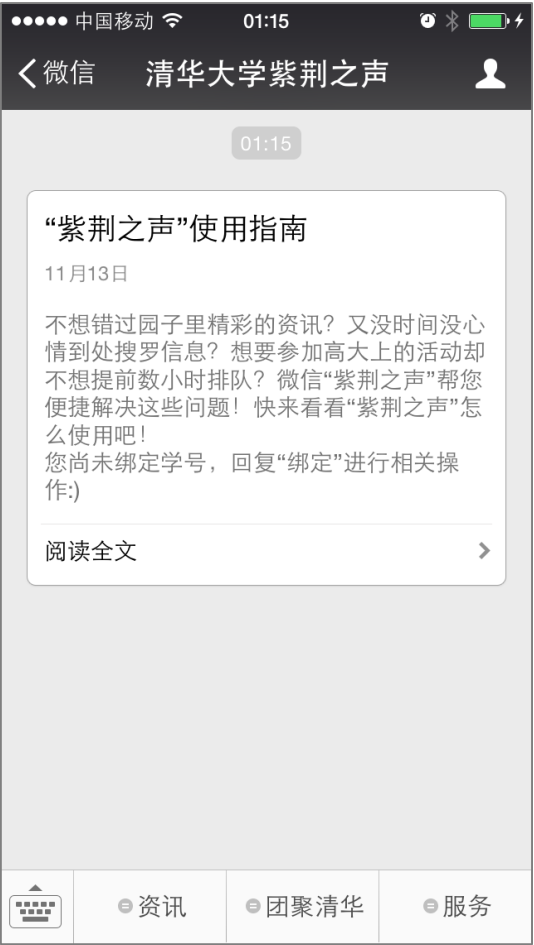 中国移动 01:15
微信 清华大学紫荆之声
01:15
“紫荆之声”使用指南
11月13日
不想错过园子里精彩的资讯？又没时间没心
情到处搜罗信息？想要参加高大上的活动却
不想提前数小时排队？微信“紫荆之声”帮您
便捷解决这些问题！快来看看“紫荆之声”怎
么使用吧！
您尚未绑定学号，回复“绑定”进行相关操
作:)
阅读全文
资讯 团聚清华 服务